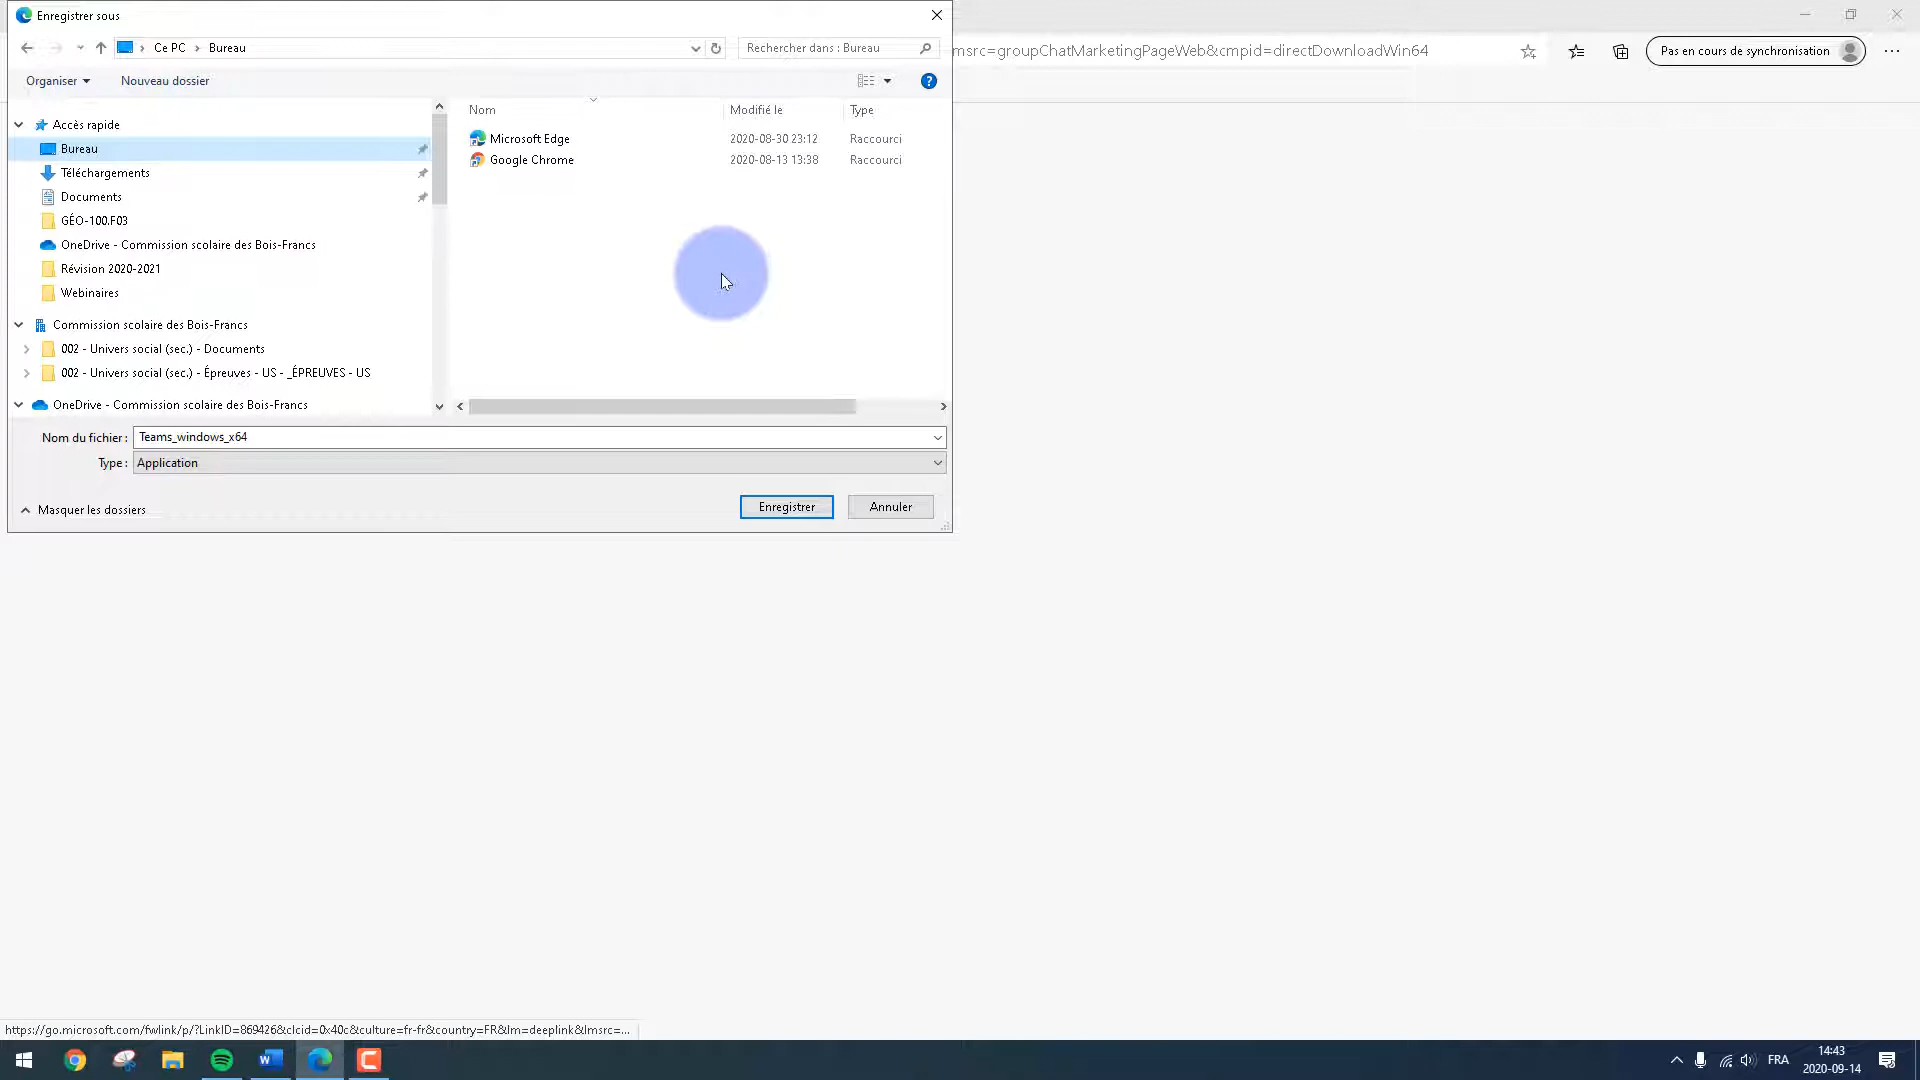 Enregistrer sous
Ce PC > Bureau
Rechercher dans : Bureau
msrc=groupChatMarketingPageWeb&cmpid=directDownloadWin64
Pas en cours de synchronisation
Organiser
Nouveau dossier
Nom
Modifié le
Type
Accès rapide
Bureau
Téléchargements
Documents
GÉO-100.F03
OneDrive - Commission scolaire des Bois-Francs
Révision 2020-2021
Webinaires
Commission scolaire des Bois-Francs
002 - Univers social (sec.) - Documents
002 - Univers social (sec.) - Épreuves - US - _ÉPREUVES - US
OneDrive - Commission scolaire des Bois-Francs
Microsoft Edge 2020-08-30 23:12 Raccourci
Google Chrome 2020-08-13 13:38 Raccourci
Nom du fichier : Teams_windows_x64
Type : Application
Masquer les dossiers
Enregistrer
Annuler
https://go.microsoft.com/fwlink/p/?LinkID=869426&clcid=0x40c&culture=fr-fr&country=FR&lm=deeplink&lmsrc=...
FRA
14:43
2020-09-14